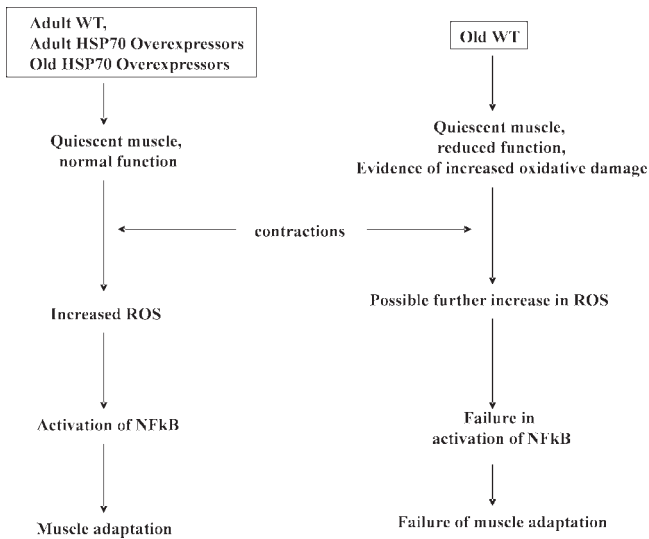 Adult WT,
Adult HSP70 Overexpressors
Old HSP70 Overexpressors
Quiescent muscle,
normal function
Increased ROS
Activation of NFkB
Muscle adaptation
contractions
Old WT
Quiescent muscle,
reduced function,
Evidence of increased oxidative damage
Possible further increase in ROS
Failure in
activation of NFkB
Failure of muscle adaptation